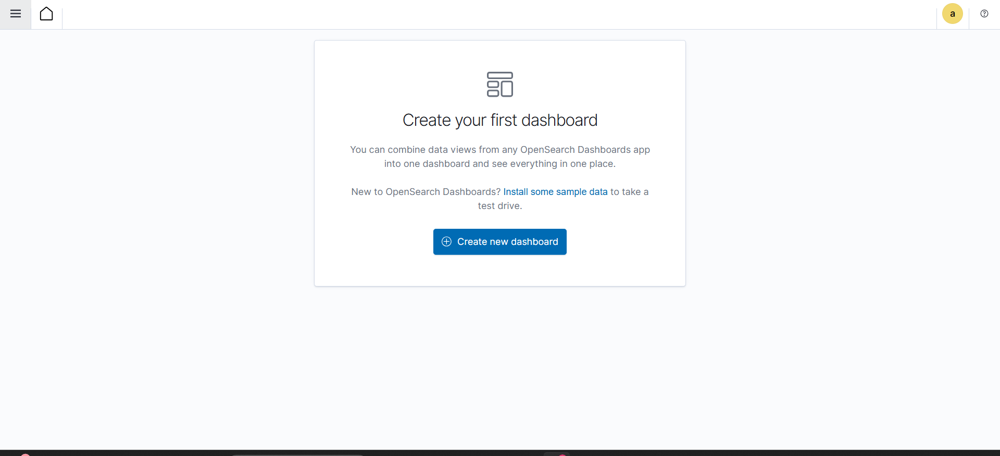 a
Create your first dashboard
You can combine data views from any OpenSearch Dashboards app
into one dashboard and see everything in one place.
New to OpenSearch Dashboards? Install some sample data to take a
test drive.
Create new dashboard